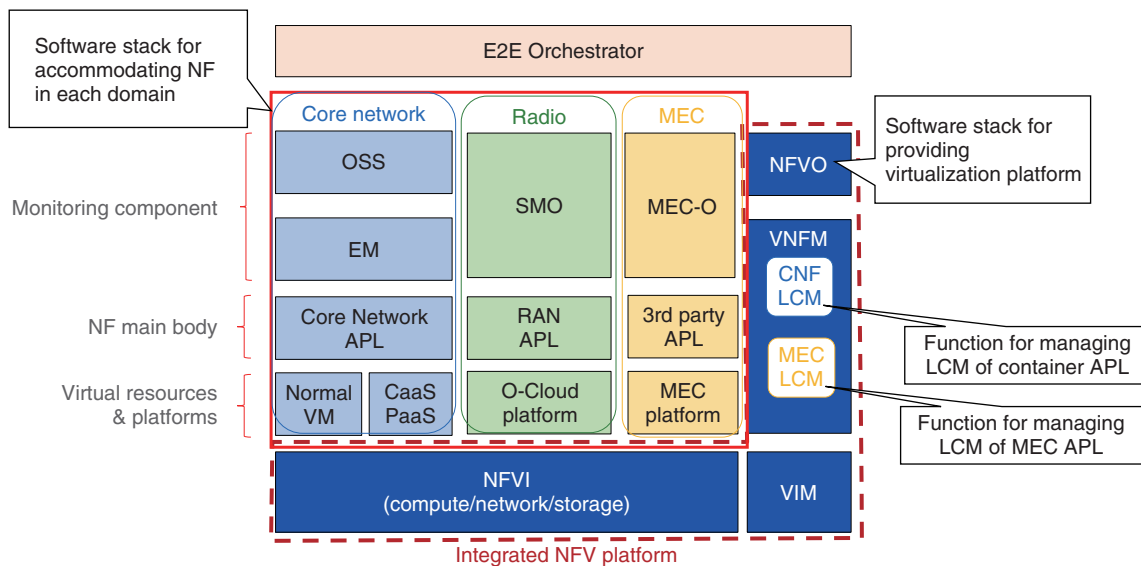 E2E Orchestrator
Software stack for
accommodating NF
in each domain
Core network
Radio
MEC
Software stack for
providing
virtualization platform
Monitoring component
OSS
EM
SMO
MEC-O
NFVO
VNFM
CNF
LCM
MEC
LCM
NF main body
Core Network
APL
RAN
APL
3rd party
APL
Function for managing
LCM of container APL
Virtual resources
& platforms
Normal
VM
CaaS
PaaS
O-Cloud
platform
MEC
platform
Function for managing
LCM of MEC APL
NFVI
(compute/network/storage)
VIM
Integrated NFV platform